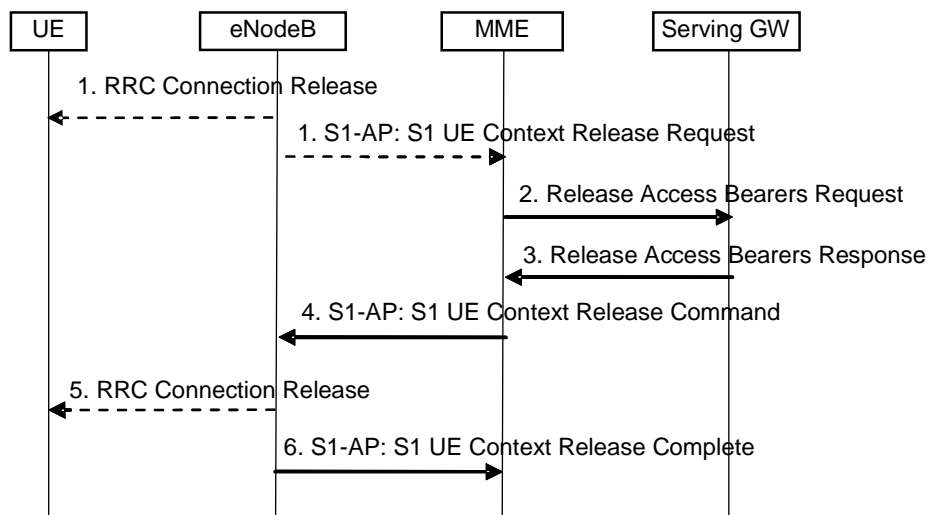 UE
eNodeB
MME
Serving GW
1. RRC Connection Release
1. S1-AP: S1 UE Context Release Request
2. Release Access Bearers Request
3. Release Access Bearers Response
4. S1-AP: S1 UE Context Release Command
5. RRC Connection Release
6. S1-AP: S1 UE Context Release Complete